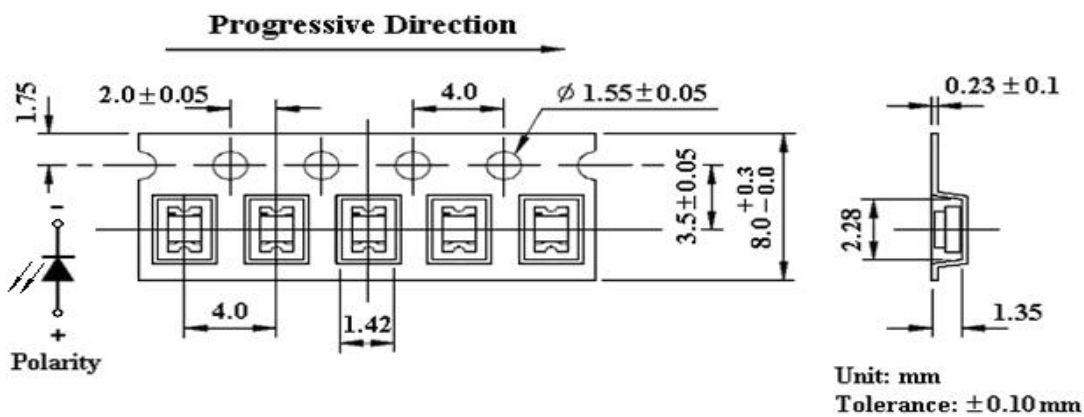 Progressive Direction
1.75
2.0±0.05
4.0
ϕ 1.55±0.05
0.23 ±0.1
3.5±0.05
8.0 +0.3 -0.0
2.28
-
+
Polarity
4.0
1.42
1.35
Unit: mm
Tolerance: ±0.10 mm